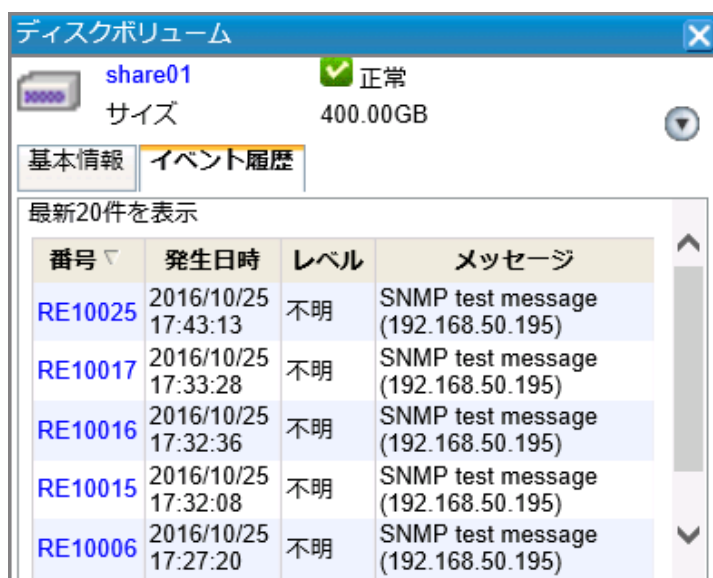 ディスクボリューム
share01 正常
サイズ 400.00GB
基本情報 イベント履歴
最新20件を表示
番号 発生日時 レベル メッセージ
RE10025 2016/10/25 17:43:13 不明 SNMP test message (192.168.50.195)
RE10017 2016/10/25 17:33:28 不明 SNMP test message (192.168.50.195)
RE10016 2016/10/25 17:32:36 不明 SNMP test message (192.168.50.195)
RE10015 2016/10/25 17:32:08 不明 SNMP test message (192.168.50.195)
RE10006 2016/10/25 17:27:20 不明 SNMP test message (192.168.50.195)